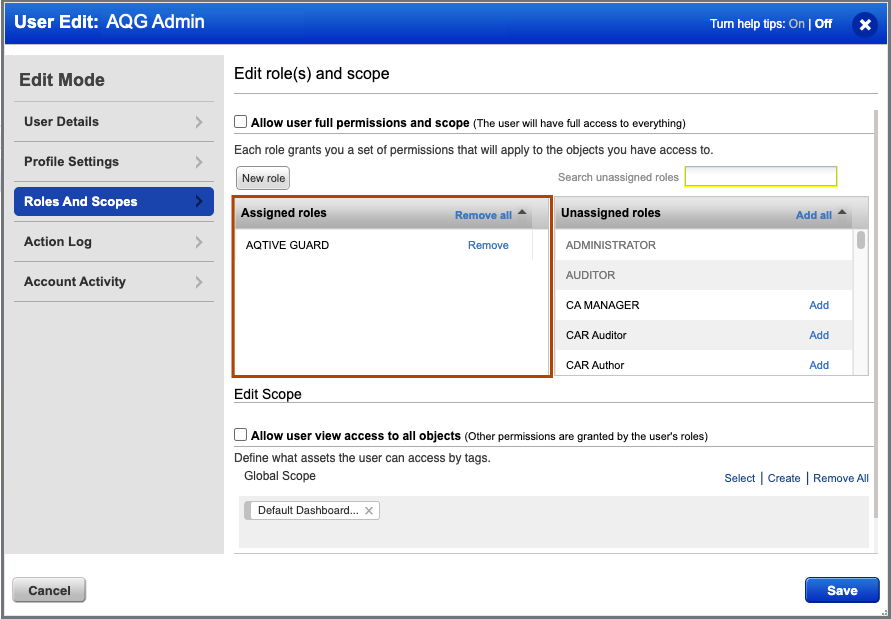 User Edit: AQG Admin
Turn help tips: On | Off
Edit Mode
User Details
Profile Settings
Roles And Scopes
Action Log
Account Activity
Edit role(s) and scope
Allow user full permissions and scope (The user will have full access to everything)
Each role grants you a set of permissions that will apply to the objects you have access to.
New role
Search unassigned roles
Assigned roles Remove all
AQTIVE GUARD Remove
Unassigned roles Add all
ADMINISTRATOR
AUDITOR
CA MANAGER Add
CAR Auditor Add
CAR Author Add
Edit Scope
Allow user view access to all objects (Other permissions are granted by the user's roles)
Define what assets the user can access by tags.
Global Scope
Select | Create | Remove All
Default Dashboard...
Cancel
Save